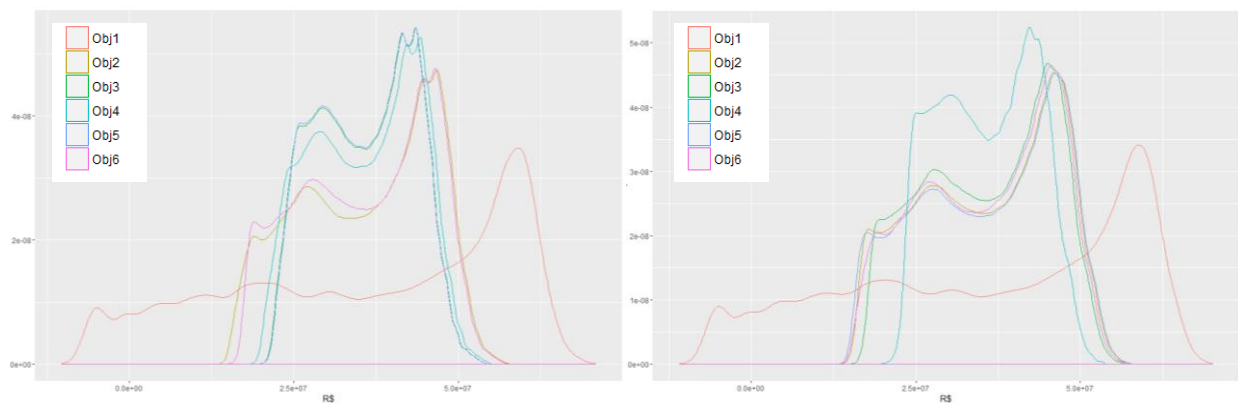 Obj1
Obj2
Obj3
Obj4
Obj5
Obj6
4e-08
2e-08
0e+00
0.0e+00
2.5e+07
5.0e+07
R$
Obj1
Obj2
Obj3
Obj4
Obj5
Obj6
5e-08
4e-08
3e-08
2e-08
1e-08
0e+00
0.0e+00
2.5e+07
5.0e+07
R$